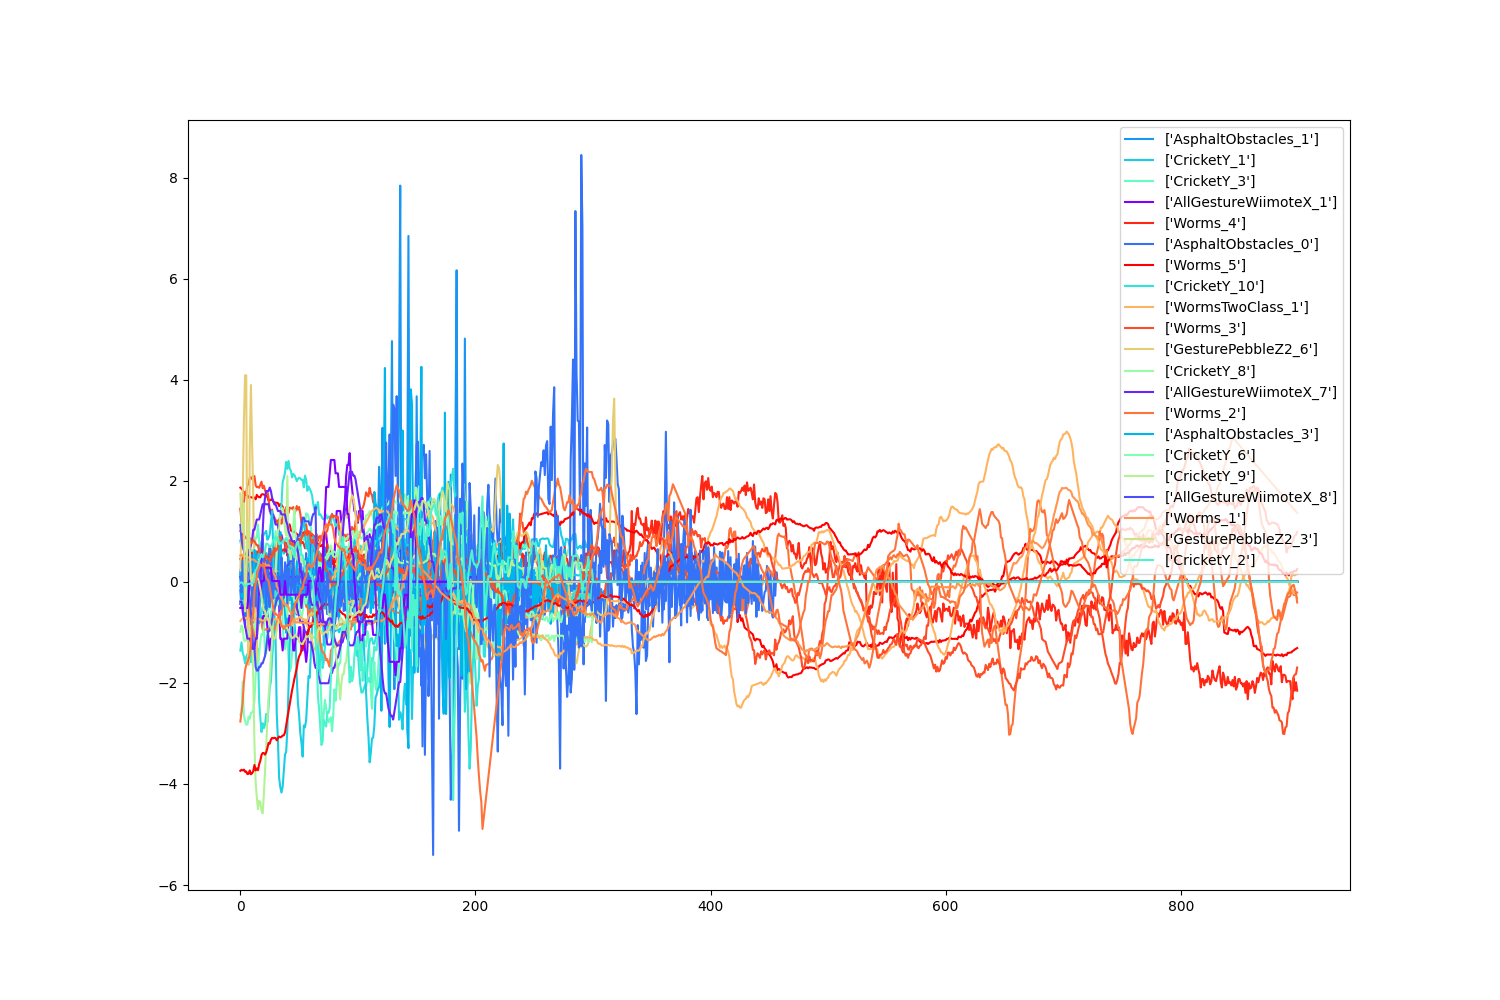 8
6
4
2
0
−2
−4
−6
0 200 400 600 800
['AsphaltObstacles_1']
['CricketY_1']
['CricketY_3']
['AllGestureWiimoteX_1']
['Worms_4']
['AsphaltObstacles_0']
['Worms_5']
['CricketY_10']
['WormsTwoClass_1']
['Worms_3']
['GesturePebbleZ2_6']
['CricketY_8']
['AllGestureWiimoteX_7']
['Worms_2']
['AsphaltObstacles_3']
['CricketY_6']
['CricketY_9']
['AllGestureWiimoteX_8']
['Worms_1']
['GesturePebbleZ2_3']
['CricketY_2']